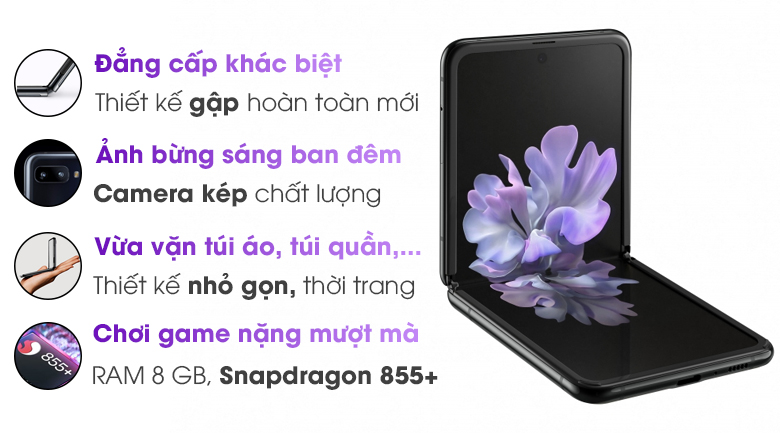 Đẳng cấp khác biệt
Thiết kế gập hoàn toàn mới
Ảnh bừng sáng ban đêm
Camera kép chất lượng
Vừa vặn túi áo, túi quần,...
Thiết kế nhỏ gọn, thời trang
Chơi game nặng mượt mà
855+
RAM 8 GB, Snapdragon 855+